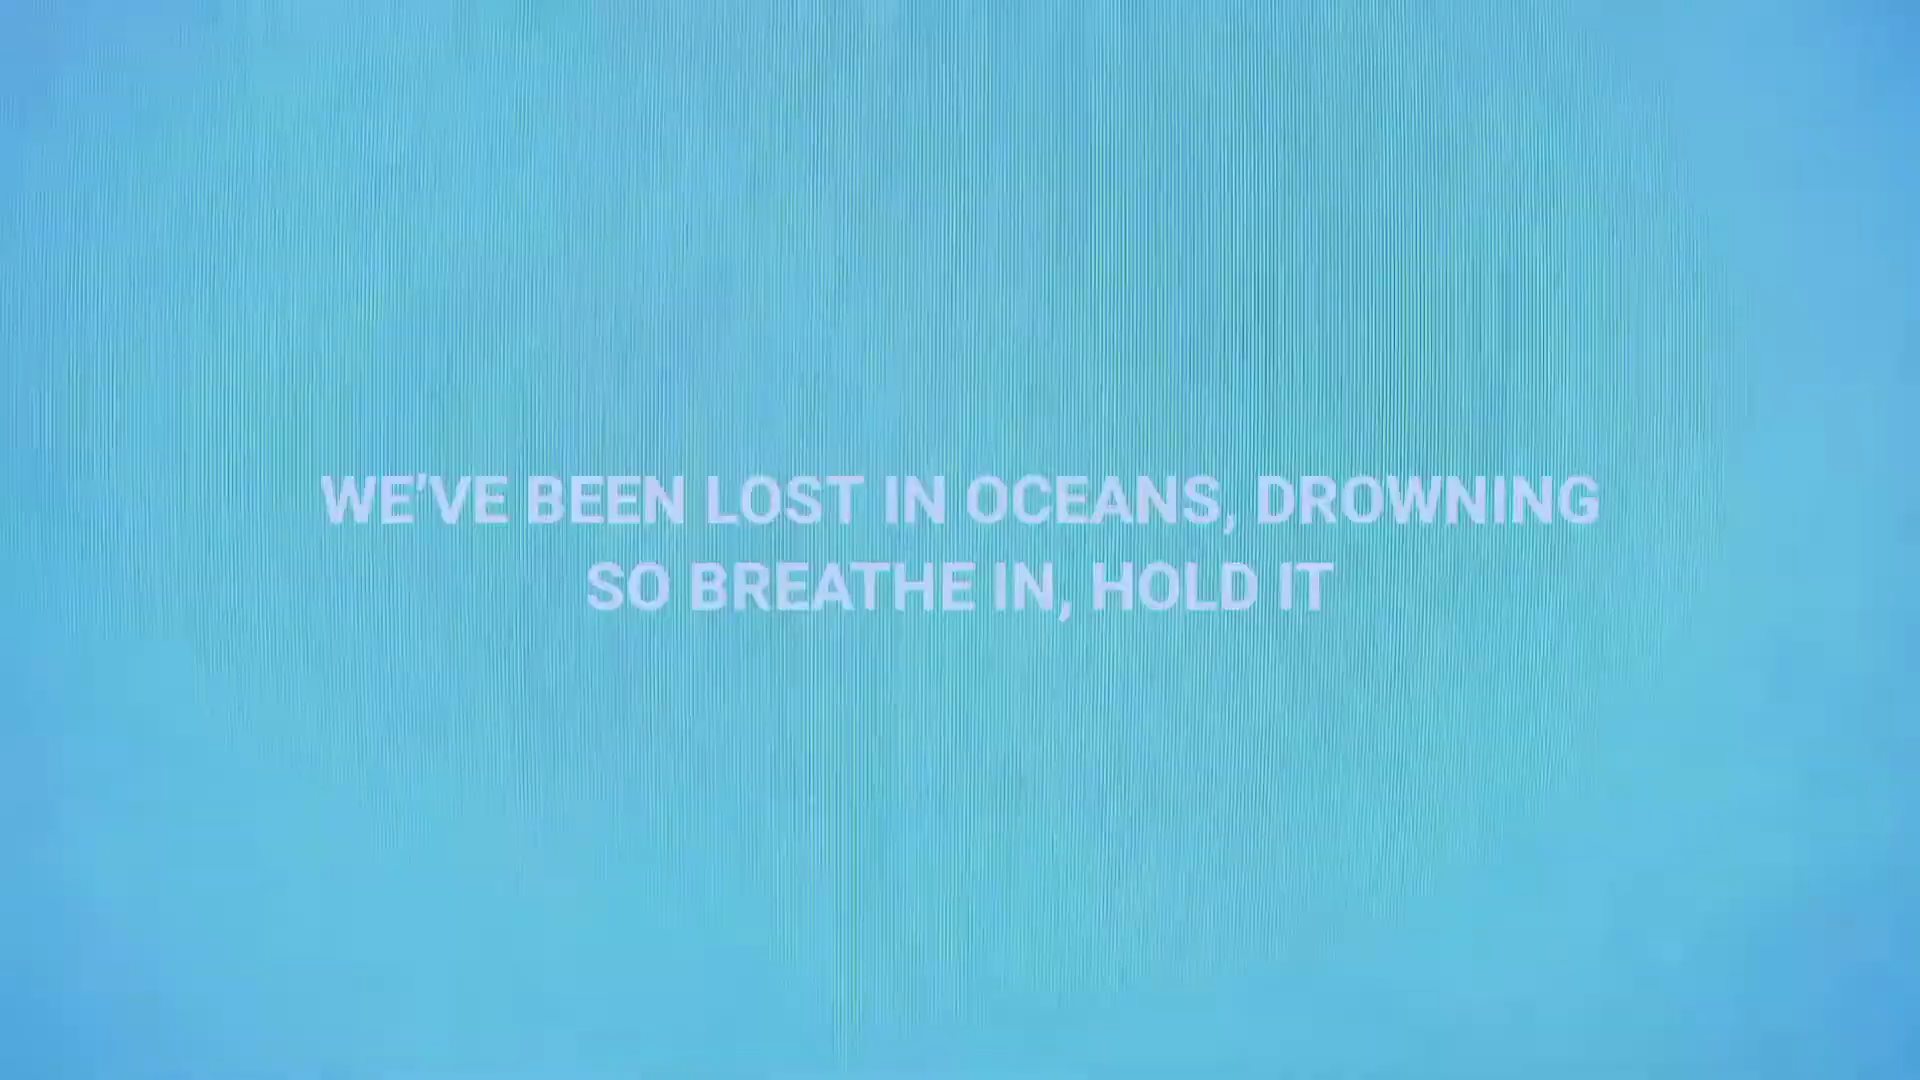 WE'VE BEEN LOST IN OCEANS, DROWNING
SO BREATHE IN, HOLD IT